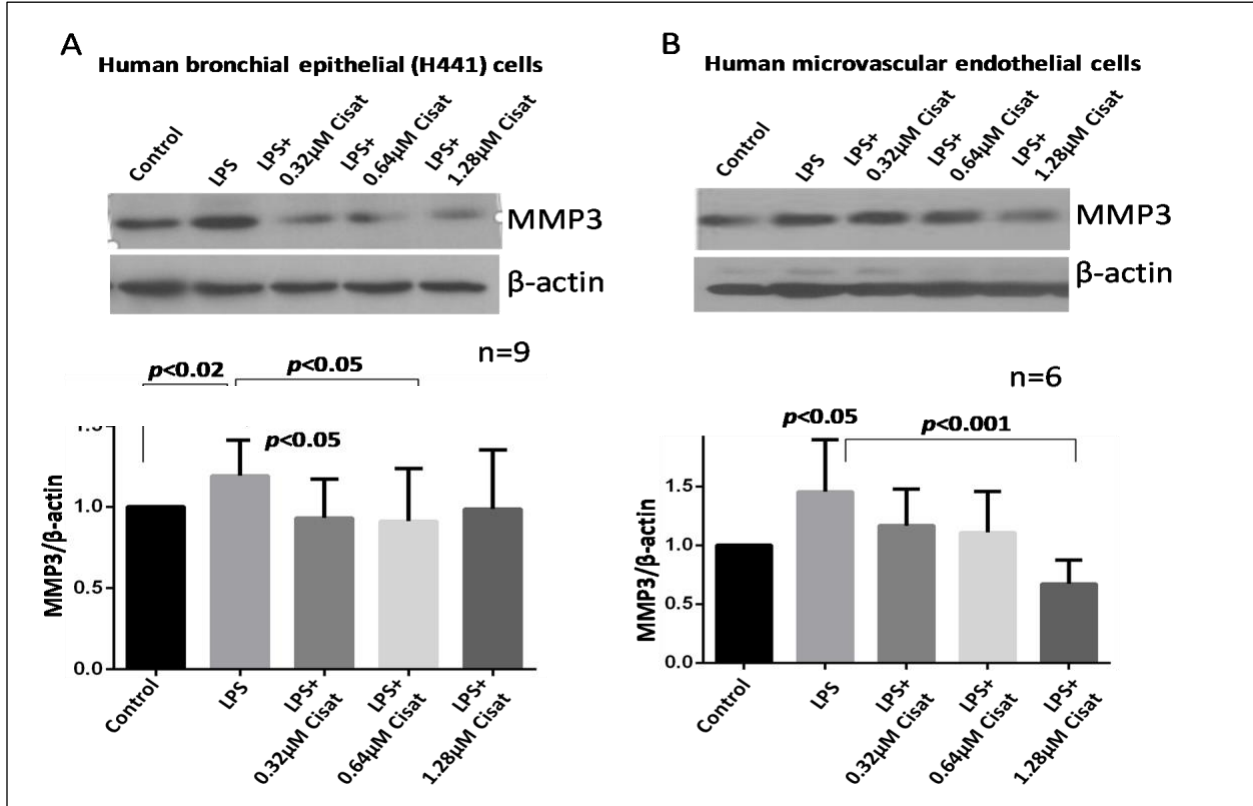 A
Human bronchial epithelial (H441) cells
Control
LPS
LPS+
0.32µM Cisat
LPS+
0.64µM Cisat
LPS+
1.28µM Cisat
MMP3
β-actin
n=9
p<0.02
p<0.05
p<0.05
MMP3/β-actin
1.0
0.5
0.0
Control
LPS
LPS+
0.32µM Cisat
LPS+
0.64µM Cisat
LPS+
1.28µM Cisat
B
Human microvascular endothelial cells
Control
LPS
LPS+
0.32µM Cisat
LPS+
0.64µM Cisat
LPS+
1.28µM Cisat
MMP3
β-actin
n=6
p<0.05
p<0.001
MMP3/β-actin
1.5
1.0
0.5
0.0
Control
LPS
LPS+
0.32µM Cisat
LPS+
0.64µM Cisat
LPS+
1.28µM Cisat